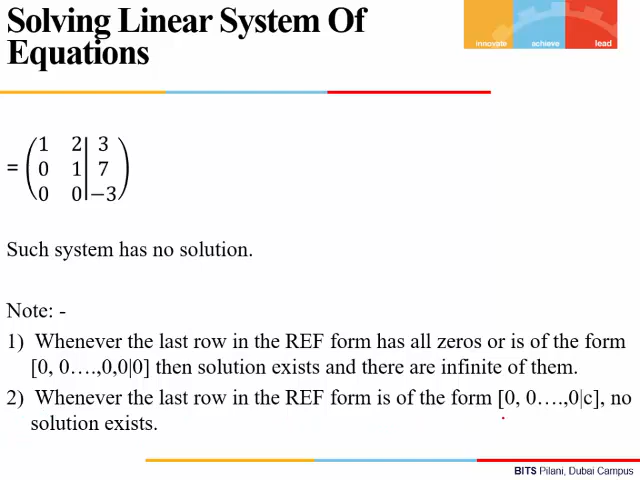 Solving Linear System Of
Equations
innovate achieve lead
= (1 2 | 3
0 1 | 7
0 0 | −3)
Such system has no solution.
Note: -
1) Whenever the last row in the REF form has all zeros or is of the form
[0, 0….,0,0|0] then solution exists and there are infinite of them.
2) Whenever the last row in the REF form is of the form [0, 0….,0|c], no
solution exists.
BITS Pilani, Dubai Campus